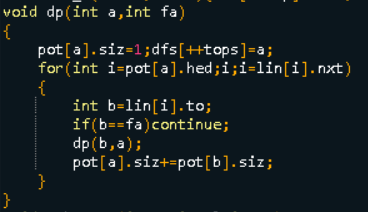 void dp(int a,int fa)
{
    pot[a].siz=1;dfs[++tops]=a;
    for(int i=pot[a].hed;i;i=lin[i].nxt)
    {
        int b=lin[i].to;
        if(b==fa)continue;
        dp(b,a);
        pot[a].siz+=pot[b].siz;
    }
}